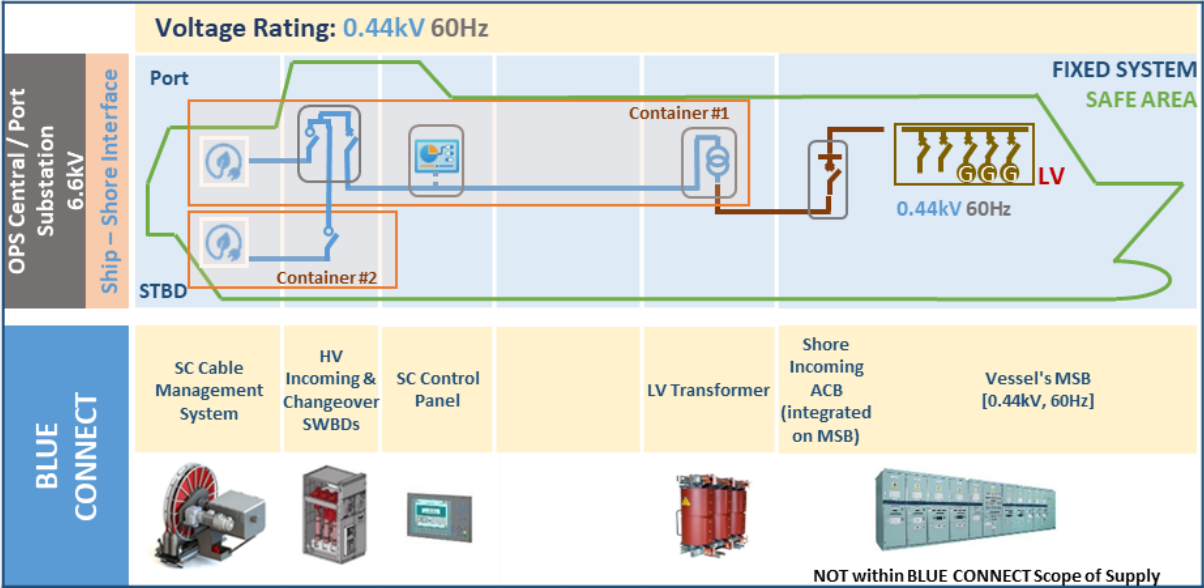 Voltage Rating: 0.44kV 60Hz
OPS Central / Port
Substation
6.6kV
Ship – Shore Interface
Port
FIXED SYSTEM
SAFE AREA
Container #1
G G G
LV
0.44kV 60Hz
Container #2
STBD
BLUE
CONNECT
SC Cable
Management
System
HV
Incoming &
Changeover
SWBDs
SC Control
Panel
LV Transformer
Shore
Incoming
ACB
(integrated
on MSB)
Vessel's MSB
[0.44kV, 60Hz]
NOT within BLUE CONNECT Scope of Supply